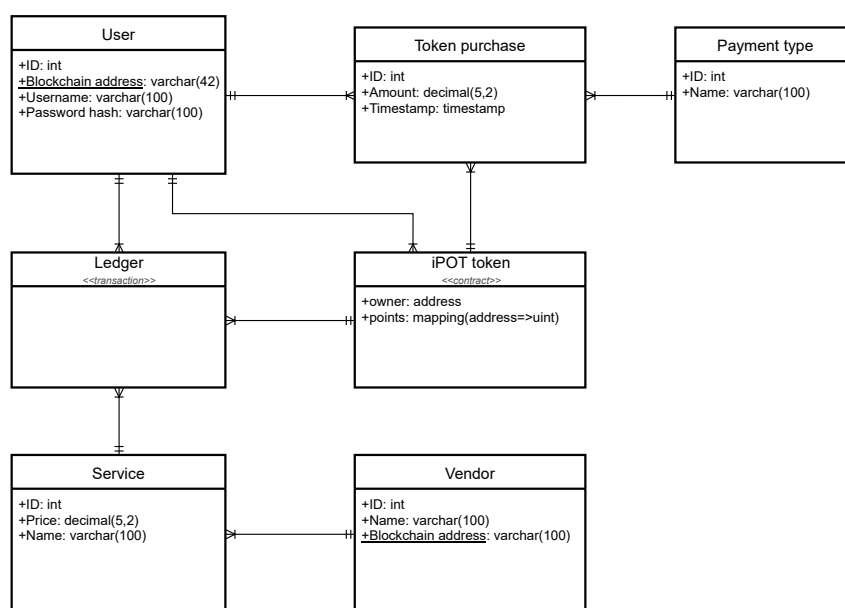 User
+ID: int
+Blockchain address: varchar(42)
+Username: varchar(100)
+Password hash: varchar(100)
Token purchase
+ID: int
+Amount: decimal(5,2)
+Timestamp: timestamp
Payment type
+ID: int
+Name: varchar(100)
Ledger
<<transaction>>
iPOT token
<<contract>>
+owner: address
+points: mapping(address=>uint)
Service
+ID: int
+Price: decimal(5,2)
+Name: varchar(100)
Vendor
+ID: int
+Name: varchar(100)
+Blockchain address: varchar(100)